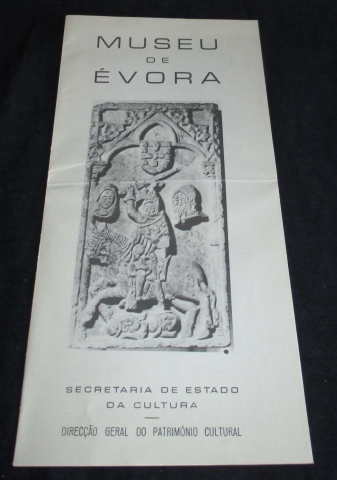 MUSEU
DE
ÉVORA
SECRETARIA DE ESTADO
DA CULTURA
DIRECÇÃO GERAL DO PATRIMÓNIO CULTURAL